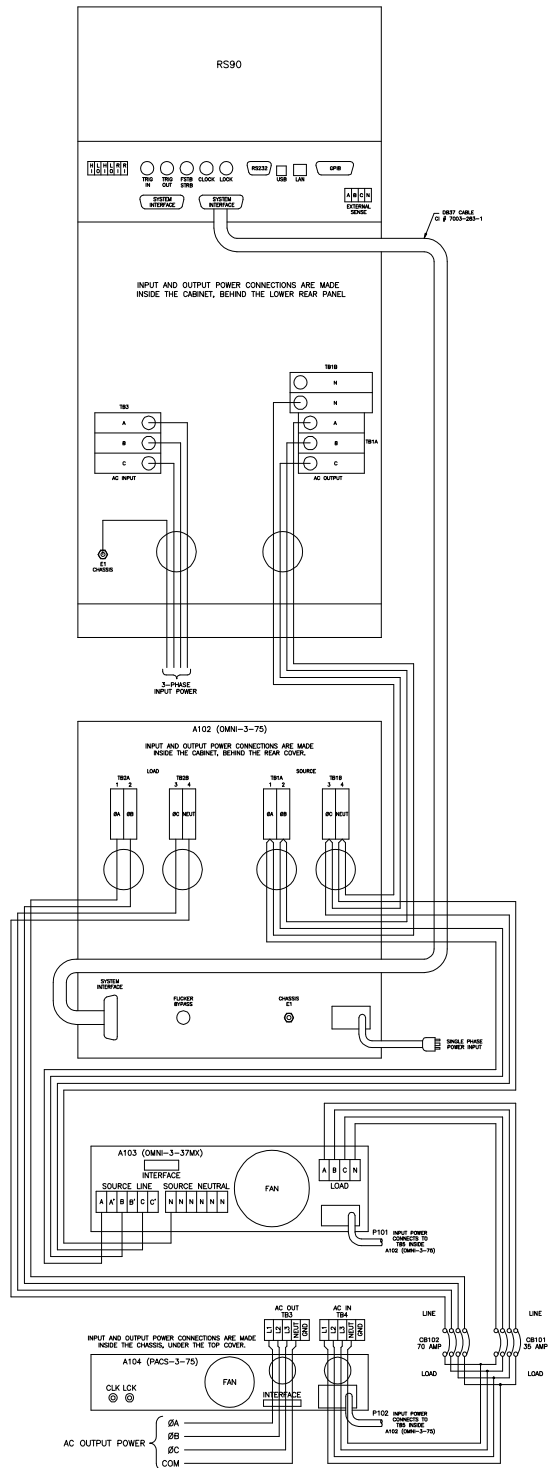 RS90
H L H L R R
I O I O I I
TRIG IN
TRIG OUT
FSTB STRB
CLOCK
LOCK
RS232
USB
LAN
GPIB
SYSTEM INTERFACE
SYSTEM INTERFACE
A B C N
EXTERNAL SENSE
DB37 CABLE
CI # 7003-263-1
INPUT AND OUTPUT POWER CONNECTIONS ARE MADE
INSIDE THE CABINET, BEHIND THE LOWER REAR PANEL
TB1B
N
N
TB3
A
B
C
AC INPUT
A
B
C
TB1A
AC OUTPUT
E1
CHASSIS
3-PHASE
INPUT POWER
A102 (OMNI-3-75)
INPUT AND OUTPUT POWER CONNECTIONS ARE MADE
INSIDE THE CABINET, BEHIND THE REAR COVER.
LOAD
SOURCE
TB2A
1 2
ØA ØB
TB2B
3 4
ØC NEUT
TB1A
1 2
ØA ØB
TB1B
3 4
ØC NEUT
SYSTEM
INTERFACE
FLICKER
BYPASS
CHASSIS
E1
SINGLE PHASE
POWER INPUT
A103 (OMNI-3-37MX)
INTERFACE
SOURCE LINE
SOURCE NEUTRAL
A A' B B' C C'
N N N N N N
FAN
A B C N
LOAD
P101 INPUT POWER
CONNECTS TO
TB5 INSIDE
A102 (OMNI-3-75)
AC OUT
TB3
L1 L2 L3 NEUT GND
AC IN
TB4
L1 L2 L3 NEUT GND
INPUT AND OUTPUT POWER CONNECTIONS ARE MADE
INSIDE THE CHASSIS, UNDER THE TOP COVER.
LINE
LINE
CB102
70 AMP
CB101
35 AMP
LOAD
LOAD
A104 (PACS-3-75)
CLK LCK
FAN
INTERFACE
P102 INPUT POWER
CONNECTS TO
TB5 INSIDE
A102 (OMNI-3-75)
AC OUTPUT POWER
ØA
ØB
ØC
COM